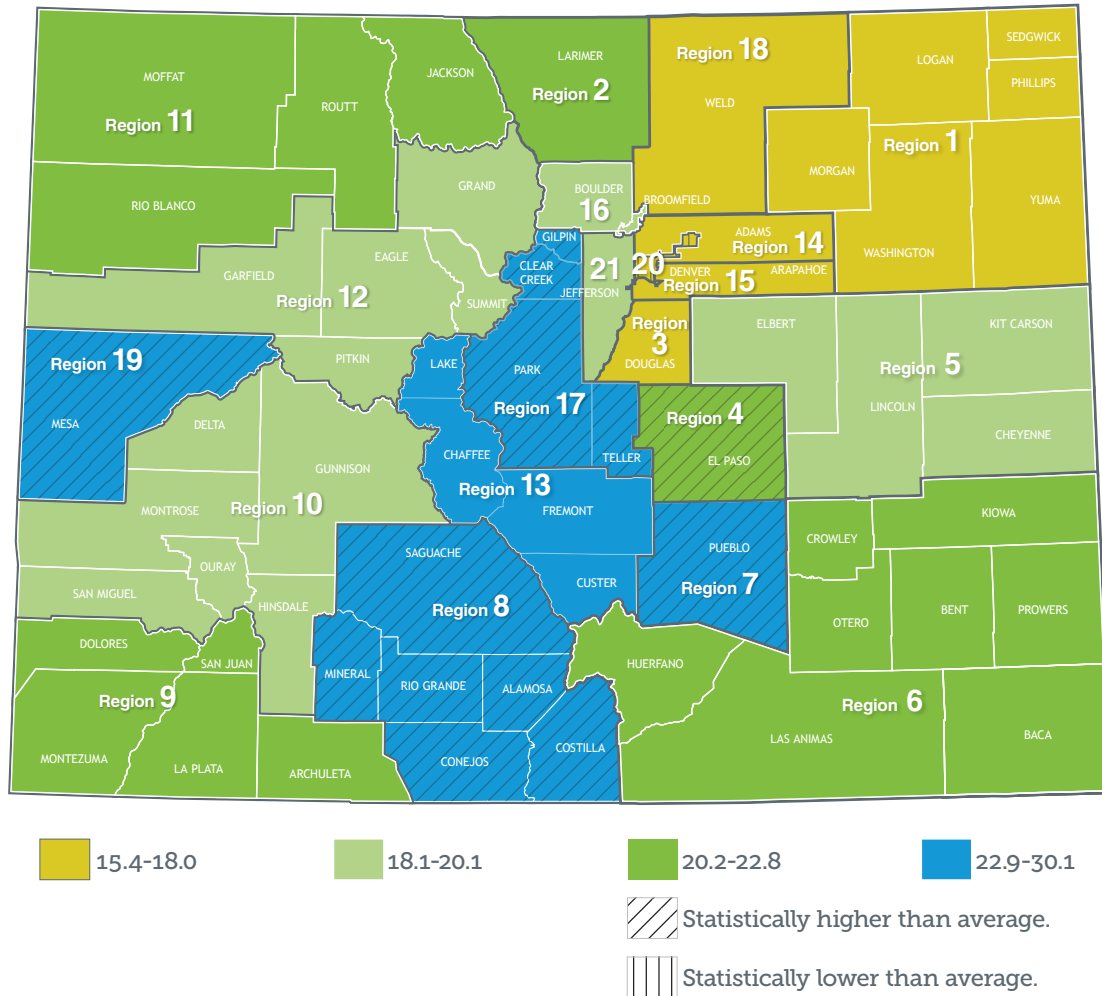 MOFFAT
Region 11
ROUTT
JACKSON
LARIMER
Region 2
Region 18
WELD
LOGAN
SEDGWICK
PHILLIPS
Region 1
MORGAN
YUMA
WASHINGTON
RIO BLANCO
GRAND
BOULDER
16
BROOMFIELD
GILPIN
CLEAR
CREEK
21
JEFFERSON
20
ADAMS
Region 14
DENVER
ARAPAHOE
Region 15
EAGLE
GARFIELD
Region 12
SUMMIT
PITKIN
Region
3
DOUGLAS
ELBERT
KIT CARSON
Region 5
LINCOLN
CHEYENNE
Region 19
MESA
LAKE
PARK
Region 17
TELLER
Region 4
EL PASO
DELTA
GUNNISON
CHAFFEE
Region 13
FREMONT
CUSTER
MONTROSE
Region 10
OURAY
SAN MIGUEL
HINSDALE
SAGUACHE
Region 8
PUEBLO
Region 7
CROWLEY
KIOWA
OTERO
BENT
PROWERS
DOLORES
SAN JUAN
Region 9
MONTEZUMA
LA PLATA
ARCHULETA
MINERAL
RIO GRANDE
ALAMOSA
CONEJOS
COSTILLA
HUERFANO
Region 6
LAS ANIMAS
BACA
15.4-18.0
18.1-20.1
20.2-22.8
22.9-30.1
Statistically higher than average.
Statistically lower than average.